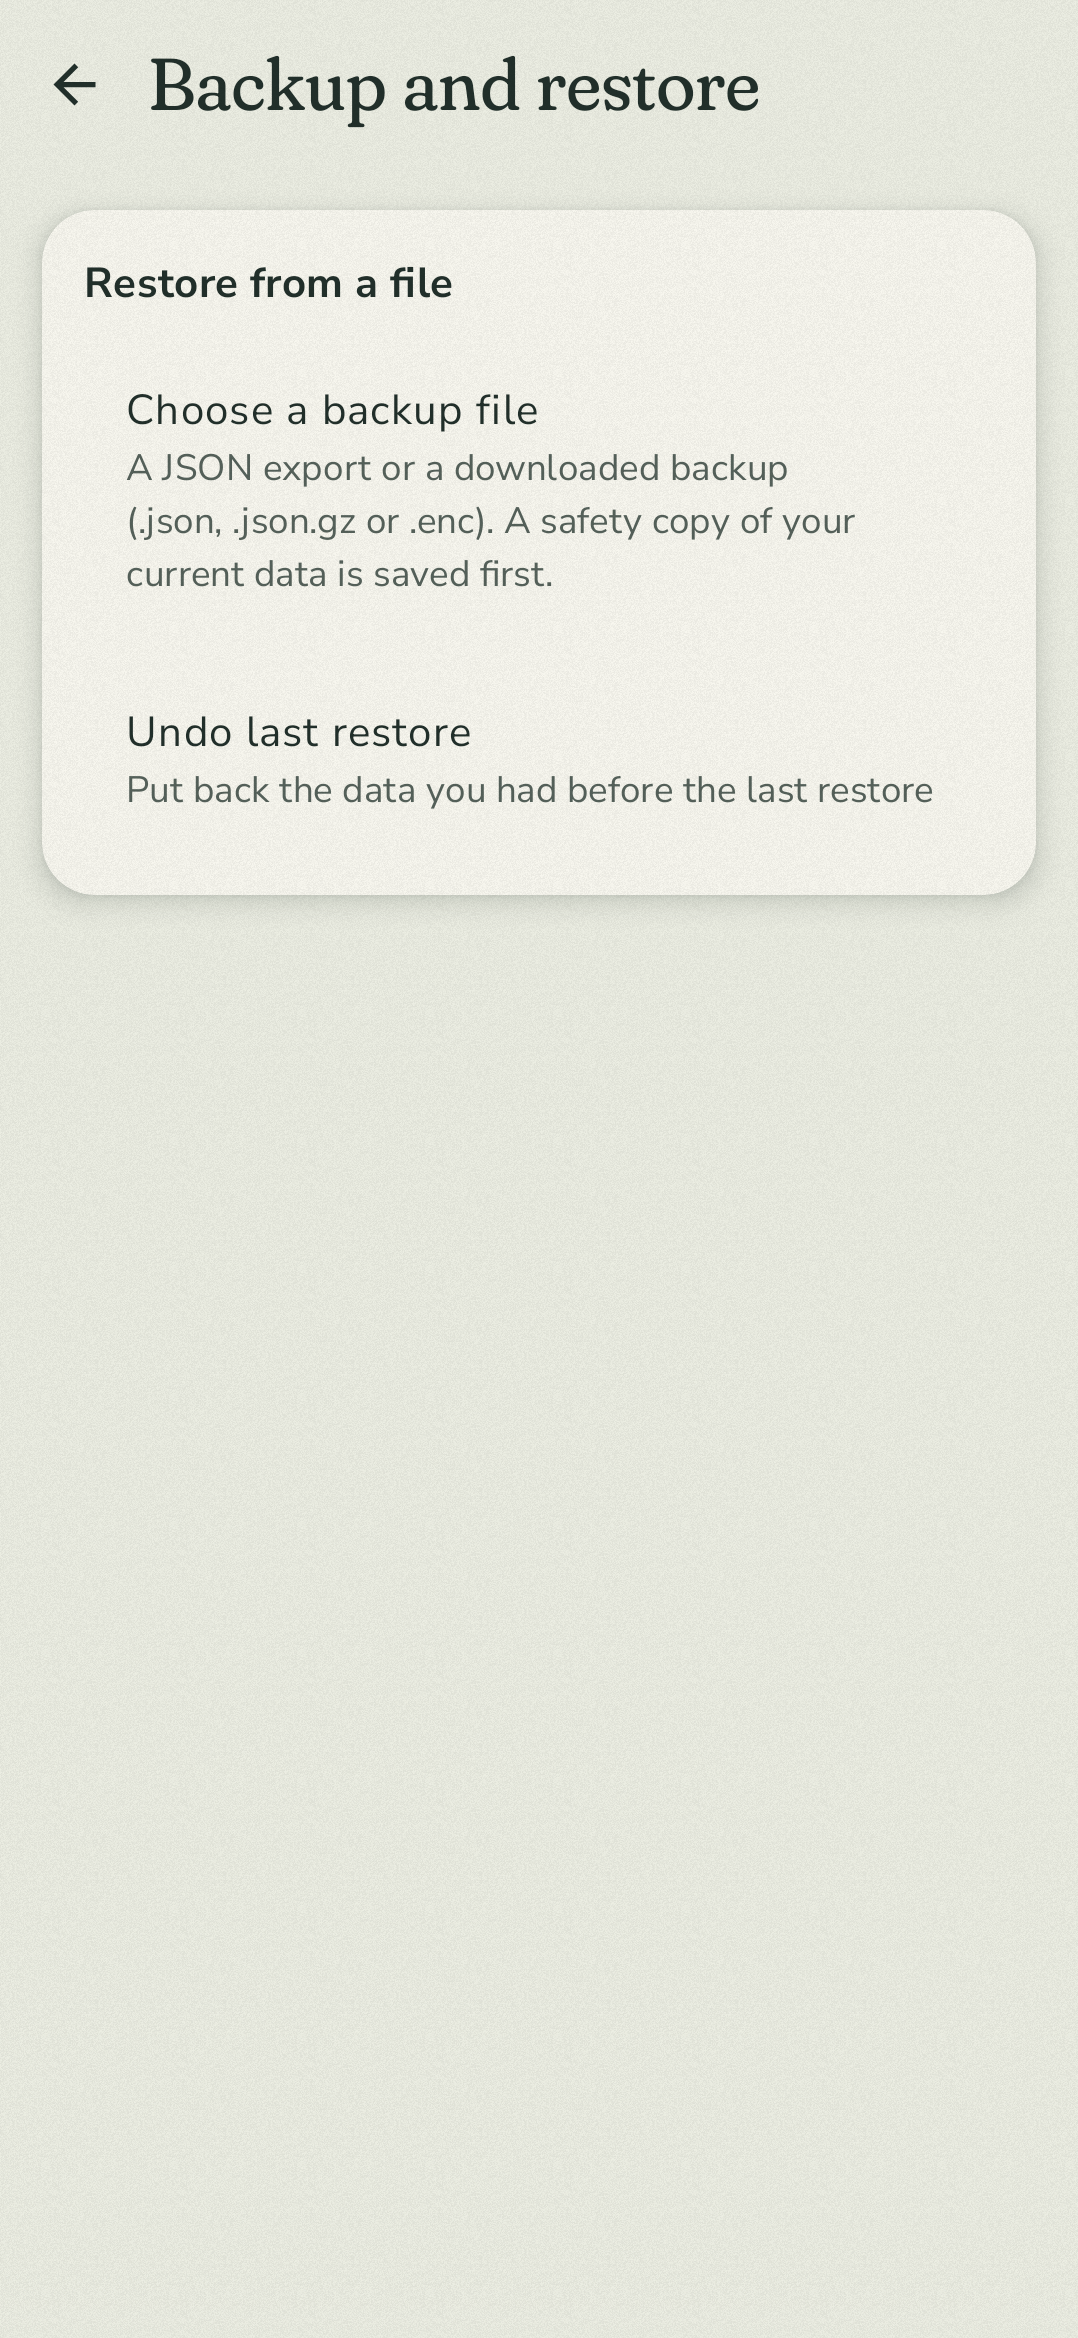 Backup and restore
Restore from a file
Choose a backup file
A JSON export or a downloaded backup
(.json, .json.gz or .enc). A safety copy of your
current data is saved first.
Undo last restore
Put back the data you had before the last restore